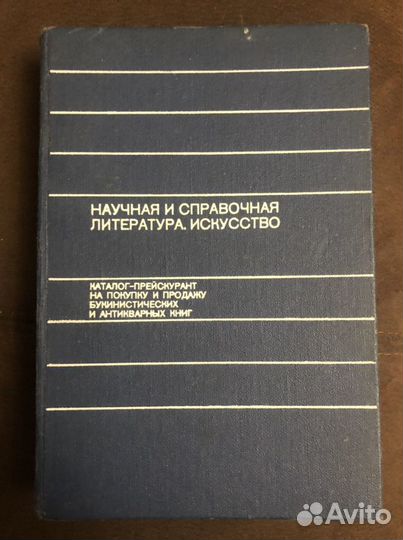 НАУЧНАЯ И СПРАВОЧНАЯ
ЛИТЕРАТУРА. ИСКУССТВО
КАТАЛОГ-ПРЕЙСКУРАНТ
НА ПОКУПКУ И ПРОДАЖУ
БУКИНИСТИЧЕСКИХ
И АНТИКВАРНЫХ КНИГ
Avito